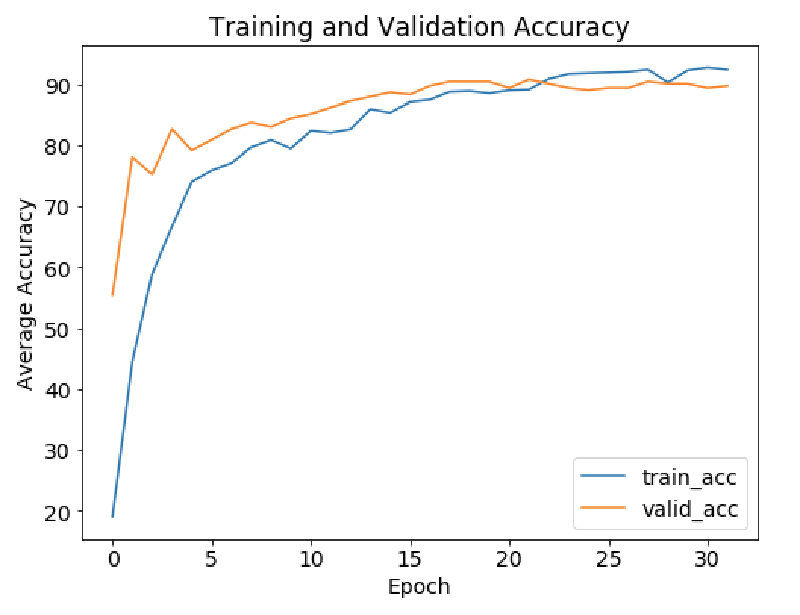 Training and Validation Accuracy
Average Accuracy
90
80
70
60
50
40
30
20
train_acc
valid_acc
0 5 10 15 20 25 30
Epoch